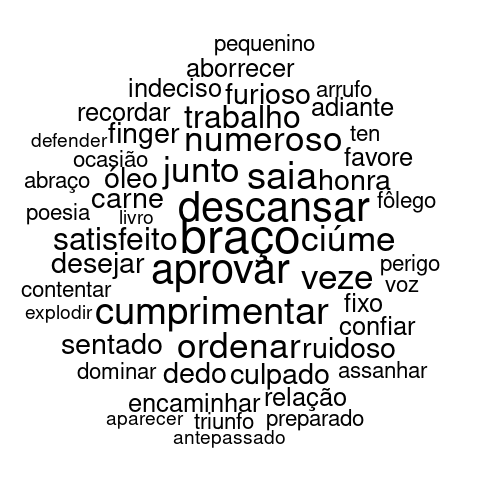 pequenino
aborrecer
indeciso furioso arrufo
recordar trabalho adiante
defender finger numeroso ten
ocasião junto favore
abraço óleo saia honra
poesia carne descansar fôlego
livro
satisfeito braço ciúme
desejar aprovar veze perigo
contentar voz
explodir cumprimentar fixo
confiar
sentado ordenar ruidoso
dominar dedo culpado assanhar
encaminhar relação
aparecer triunfo preparado
antepassado